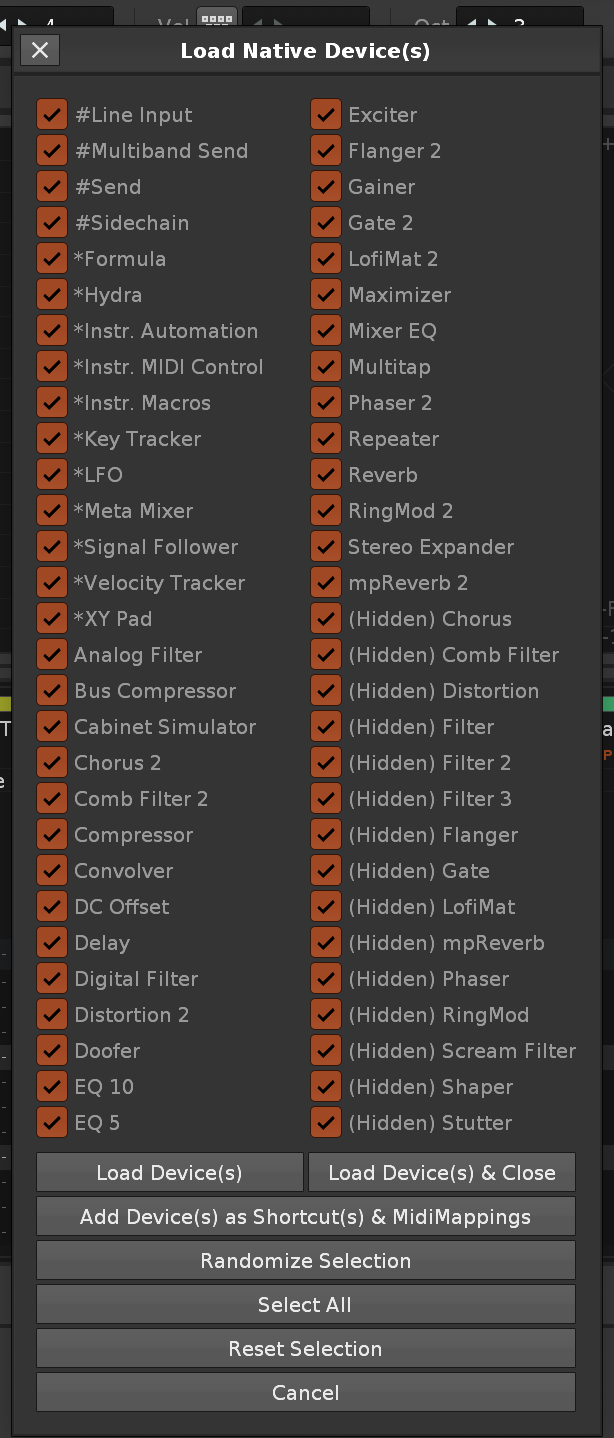 4 Vel Oct 3
Load Native Device(s)
#Line Input
#Multiband Send
#Send
#Sidechain
*Formula
*Hydra
*Instr. Automation
*Instr. MIDI Control
*Instr. Macros
*Key Tracker
*LFO
*Meta Mixer
*Signal Follower
*Velocity Tracker
*XY Pad
Analog Filter
Bus Compressor
Cabinet Simulator
Chorus 2
Comb Filter 2
Compressor
Convolver
DC Offset
Delay
Digital Filter
Distortion 2
Doofer
EQ 10
EQ 5
Exciter
Flanger 2
Gainer
Gate 2
LofiMat 2
Maximizer
Mixer EQ
Multitap
Phaser 2
Repeater
Reverb
RingMod 2
Stereo Expander
mpReverb 2
(Hidden) Chorus
(Hidden) Comb Filter
(Hidden) Distortion
(Hidden) Filter
(Hidden) Filter 2
(Hidden) Filter 3
(Hidden) Flanger
(Hidden) Gate
(Hidden) LofiMat
(Hidden) mpReverb
(Hidden) Phaser
(Hidden) RingMod
(Hidden) Scream Filter
(Hidden) Shaper
(Hidden) Stutter
Load Device(s)
Load Device(s) & Close
Add Device(s) as Shortcut(s) & MidiMappings
Randomize Selection
Select All
Reset Selection
Cancel